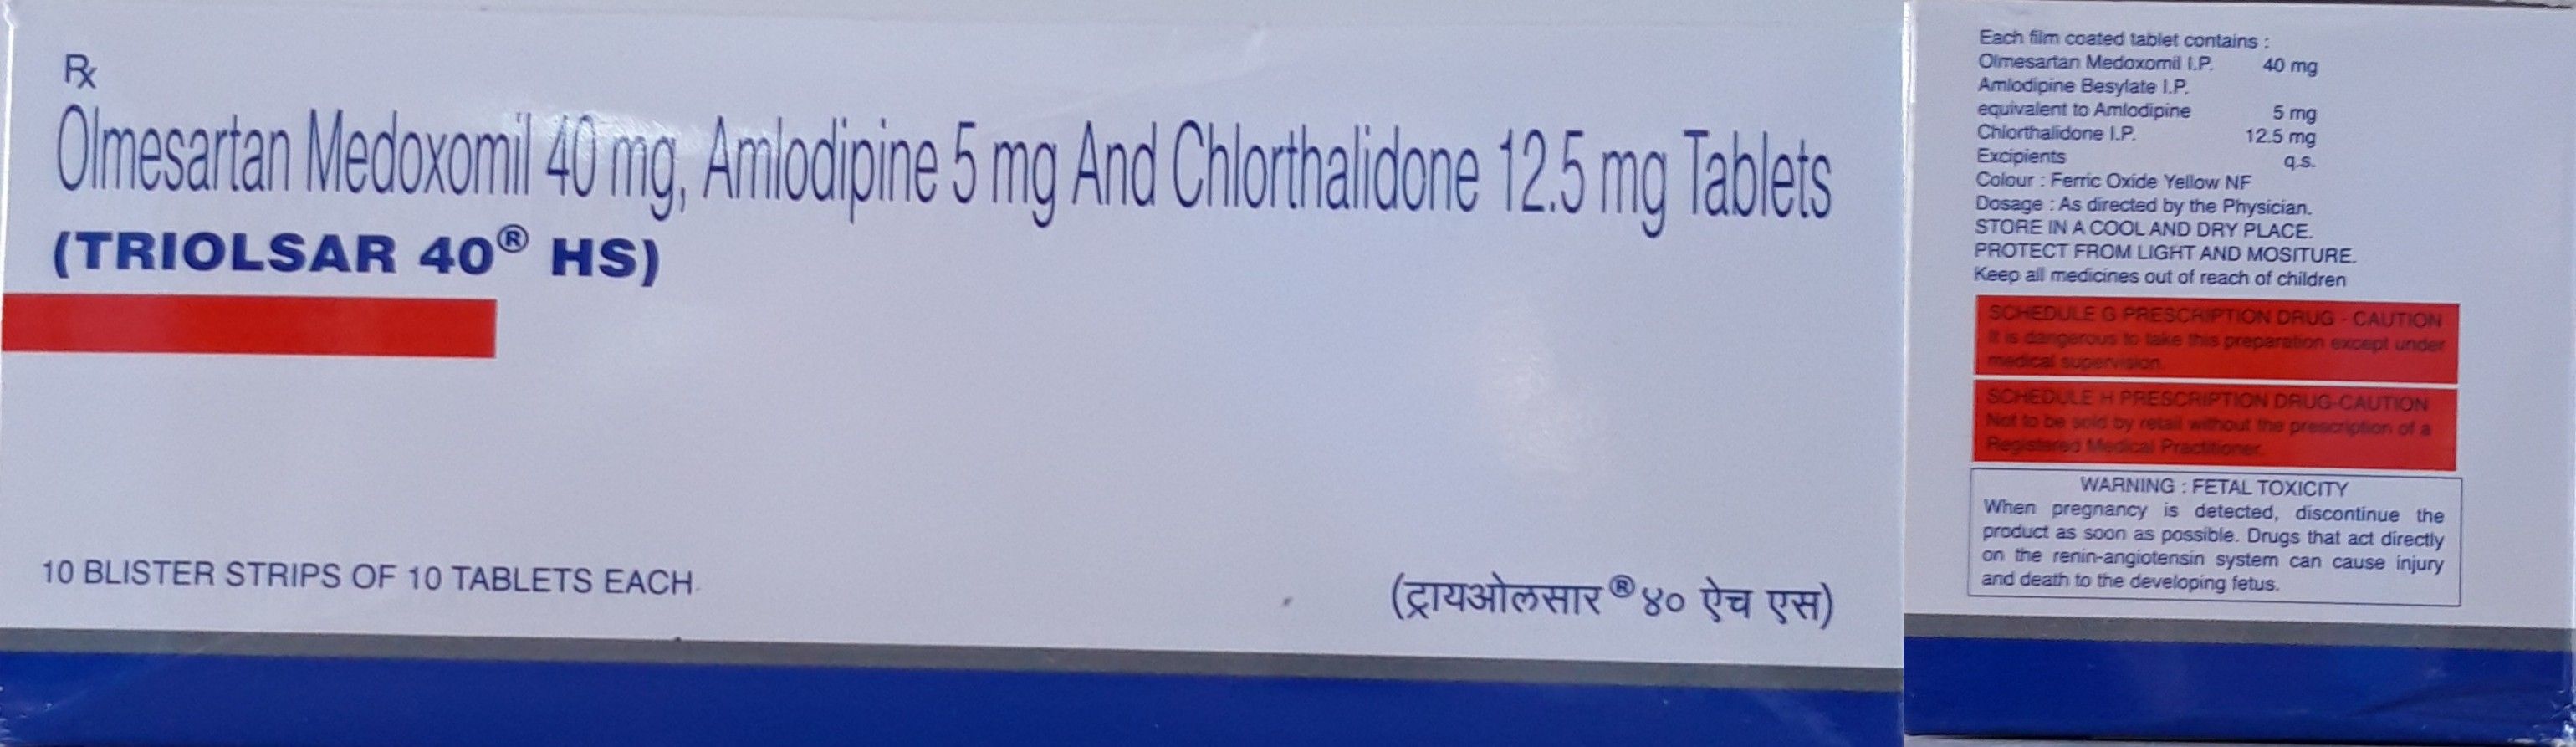 Rx
Olmesartan Medoxomil 40 mg, Amlodipine 5 mg And Chlorthalidone 12.5 mg Tablets
(TRIOLSAR 40® HS)
10 BLISTER STRIPS OF 10 TABLETS EACH
(ट्रायओलसार®४० ऐच एस)
Each film coated tablet contains :
Olmesartan Medoxomil I.P. 40 mg
Amlodipine Besylate I.P.
equivalent to Amlodipine 5 mg
Chlorthalidone I.P. 12.5 mg
Excipients q.s.
Colour : Ferric Oxide Yellow NF
Dosage : As directed by the Physician.
STORE IN A COOL AND DRY PLACE.
PROTECT FROM LIGHT AND MOSITURE.
Keep all medicines out of reach of children
SCHEDULE G PRESCRIPTION DRUG - CAUTION
It is dangerous to take this preparation except under
medical supervision.
SCHEDULE H PRESCRIPTION DRUG-CAUTION
Not to be sold by retail without the prescription of a
Registered Medical Practitioner.
WARNING : FETAL TOXICITY
When pregnancy is detected, discontinue the
product as soon as possible. Drugs that act directly
on the renin-angiotensin system can cause injury
and death to the developing fetus.